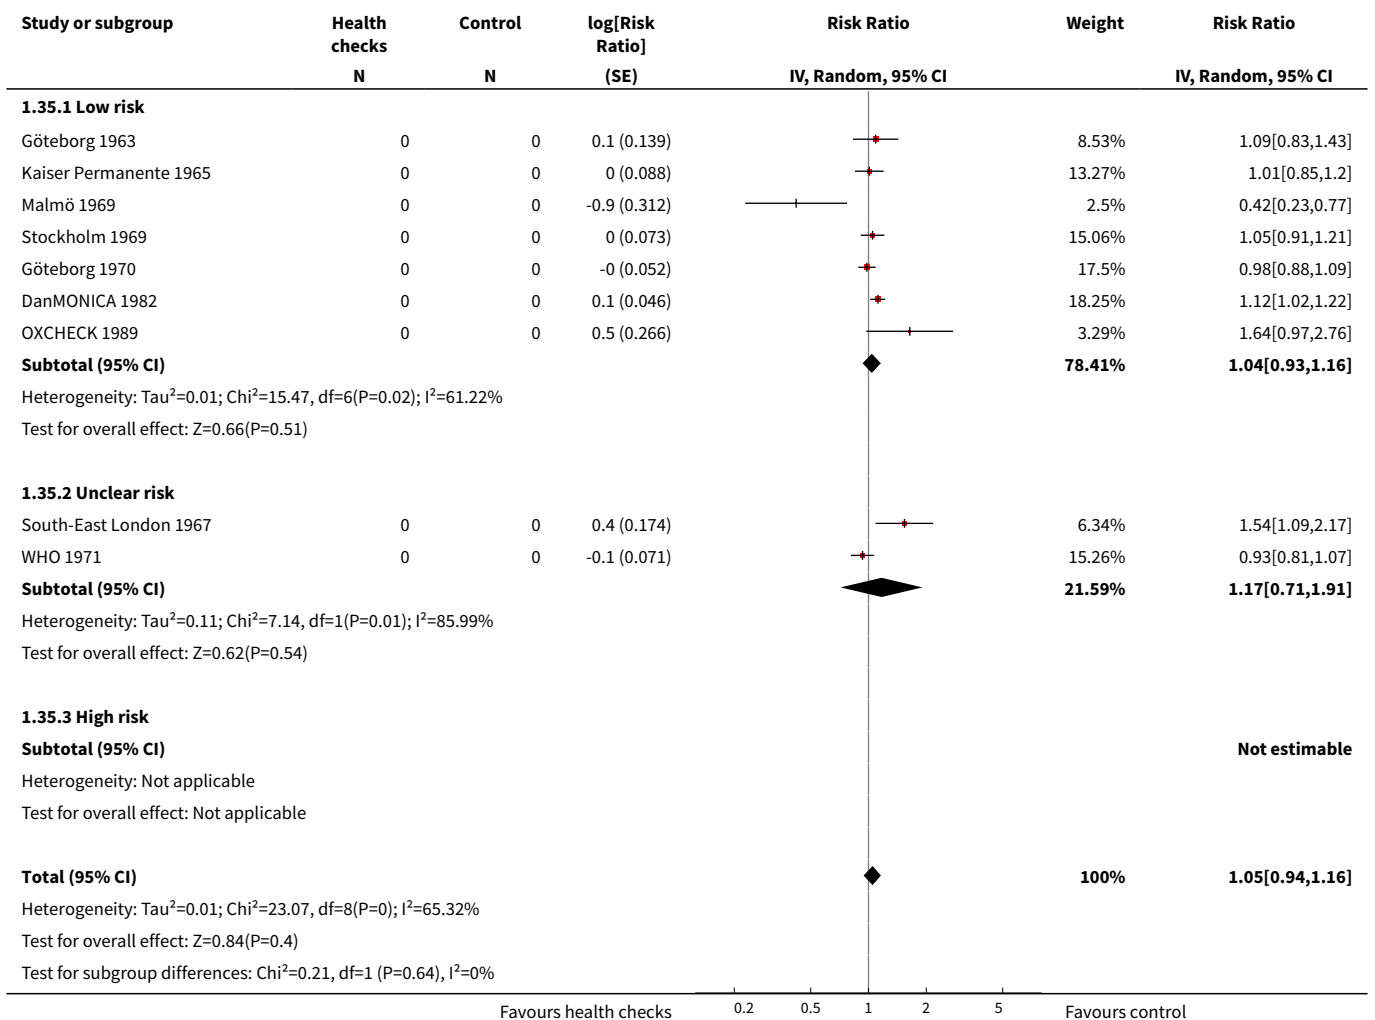 Study or subgroup Health checks Control log[Risk Ratio] Risk Ratio Weight Risk Ratio
N N (SE) IV, Random, 95% CI IV, Random, 95% CI
1.35.1 Low risk
Göteborg 1963 0 0 0.1 (0.139) 8.53% 1.09[0.83,1.43]
Kaiser Permanente 1965 0 0 0 (0.088) 13.27% 1.01[0.85,1.2]
Malmö 1969 0 0 -0.9 (0.312) 2.5% 0.42[0.23,0.77]
Stockholm 1969 0 0 0 (0.073) 15.06% 1.05[0.91,1.21]
Göteborg 1970 0 0 -0 (0.052) 17.5% 0.98[0.88,1.09]
DanMONICA 1982 0 0 0.1 (0.046) 18.25% 1.12[1.02,1.22]
OXCHECK 1989 0 0 0.5 (0.266) 3.29% 1.64[0.97,2.76]
Subtotal (95% CI) 78.41% 1.04[0.93,1.16]
Heterogeneity: Tau²=0.01; Chi²=15.47, df=6(P=0.02); I²=61.22%
Test for overall effect: Z=0.66(P=0.51)
1.35.2 Unclear risk
South-East London 1967 0 0 0.4 (0.174) 6.34% 1.54[1.09,2.17]
WHO 1971 0 0 -0.1 (0.071) 15.26% 0.93[0.81,1.07]
Subtotal (95% CI) 21.59% 1.17[0.71,1.91]
Heterogeneity: Tau²=0.11; Chi²=7.14, df=1(P=0.01); I²=85.99%
Test for overall effect: Z=0.62(P=0.54)
1.35.3 High risk
Subtotal (95% CI) Not estimable
Heterogeneity: Not applicable
Test for overall effect: Not applicable
Total (95% CI) 100% 1.05[0.94,1.16]
Heterogeneity: Tau²=0.01; Chi²=23.07, df=8(P=0); I²=65.32%
Test for overall effect: Z=0.84(P=0.4)
Test for subgroup differences: Chi²=0.21, df=1 (P=0.64), I²=0%
Favours health checks 0.2 0.5 1 2 5 Favours control